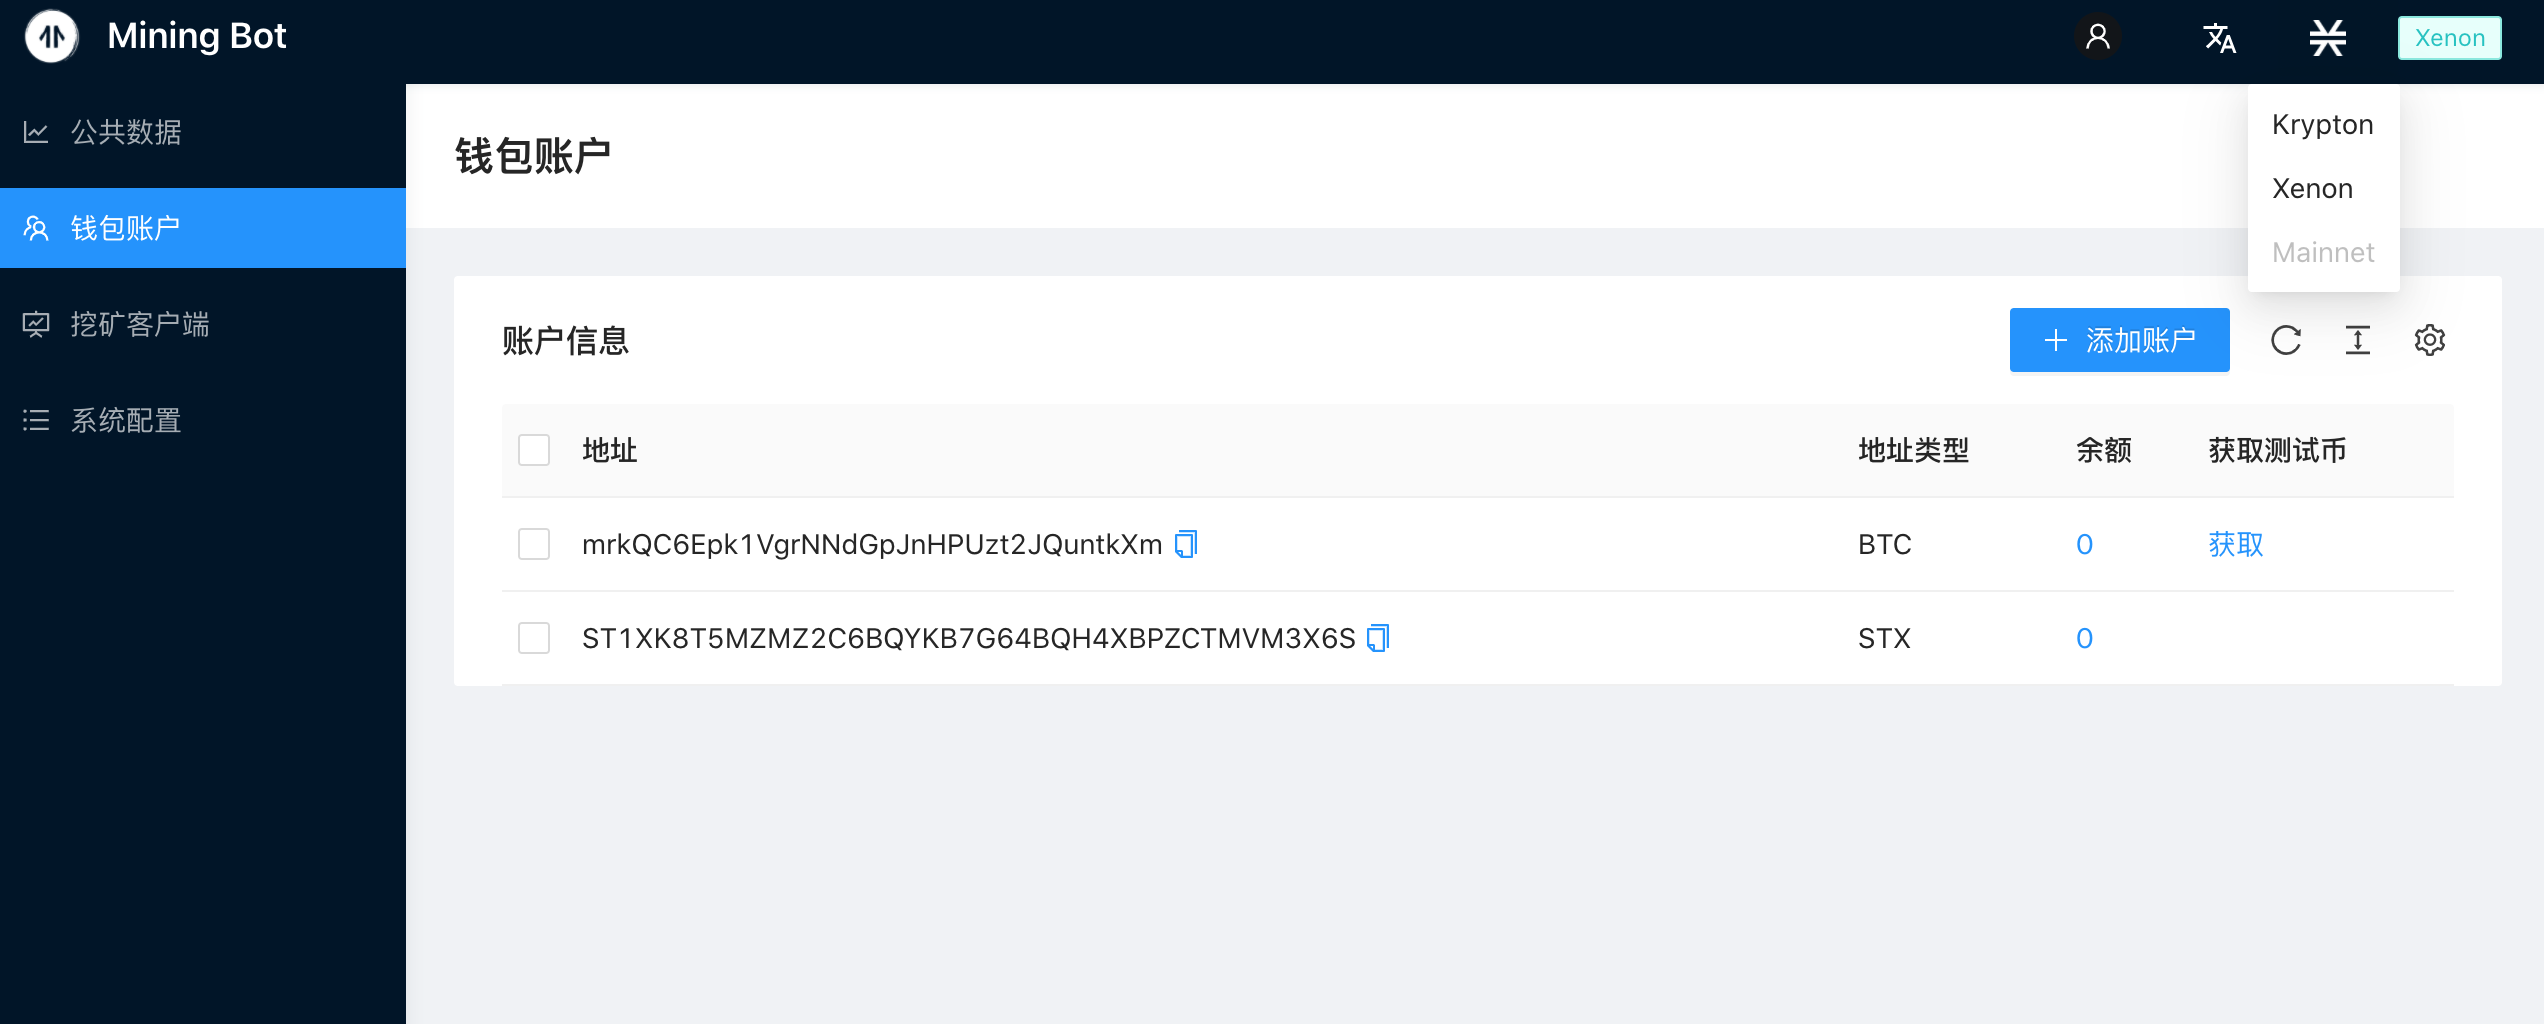 Mining Bot
Xenon
公共数据
钱包账户
挖矿客户端
系统配置
钱包账户
Krypton
Xenon
Mainnet
账户信息
添加账户
地址 地址类型 余额 获取测试币
mrkQC6Epk1VgrNNdGpJnHPUzt2JQuntkXm BTC 0 获取
ST1XK8T5MZMZ2C6BQYKB7G64BQH4XBPZCTMVM3X6S STX 0